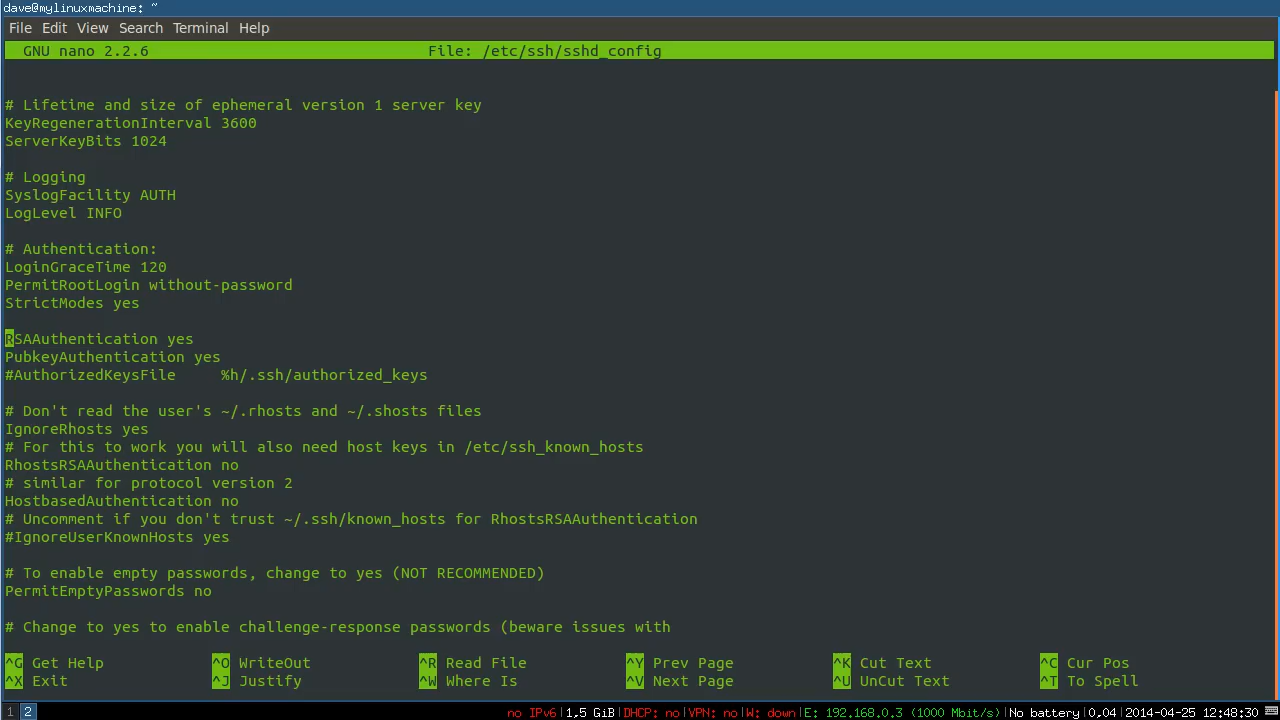 dave@mylinuxmachine: ~
File Edit View Search Terminal Help
GNU nano 2.2.6 File: /etc/ssh/sshd_config
# Lifetime and size of ephemeral version 1 server key
KeyRegenerationInterval 3600
ServerKeyBits 1024
# Logging
SyslogFacility AUTH
LogLevel INFO
# Authentication:
LoginGraceTime 120
PermitRootLogin without-password
StrictModes yes
RSAAuthentication yes
PubkeyAuthentication yes
#AuthorizedKeysFile     %h/.ssh/authorized_keys
# Don't read the user's ~/.rhosts and ~/.shosts files
IgnoreRhosts yes
# For this to work you will also need host keys in /etc/ssh_known_hosts
RhostsRSAAuthentication no
# similar for protocol version 2
HostbasedAuthentication no
# Uncomment if you don't trust ~/.ssh/known_hosts for RhostsRSAAuthentication
#IgnoreUserKnownHosts yes
# To enable empty passwords, change to yes (NOT RECOMMENDED)
PermitEmptyPasswords no
# Change to yes to enable challenge-response passwords (beware issues with
^G Get Help ^O WriteOut ^R Read File ^Y Prev Page ^K Cut Text ^C Cur Pos
^X Exit ^J Justify ^W Where Is ^V Next Page ^U UnCut Text ^T To Spell
1 2 no IPv6|1,5 GiB|DHCP: no|VPN: no|W: down|E: 192.168.0.3 (1000 Mbit/s)|No battery|0.04|2014-04-25 12:48:30